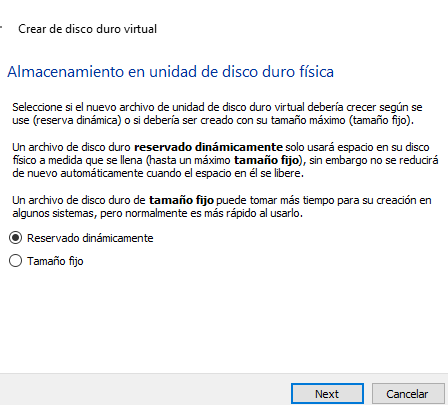 Crear de disco duro virtual
Almacenamiento en unidad de disco duro física
Seleccione si el nuevo archivo de unidad de disco duro virtual debería crecer según se
use (reserva dinámica) o si debería ser creado con su tamaño máximo (tamaño fijo).
Un archivo de disco duro reservado dinámicamente solo usará espacio en su disco
físico a medida que se llena (hasta un máximo tamaño fijo), sin embargo no se reducirá
de nuevo automáticamente cuando el espacio en él se libere.
Un archivo de disco duro de tamaño fijo puede tomar más tiempo para su creación en
algunos sistemas, pero normalmente es más rápido al usarlo.
Reservado dinámicamente
Tamaño fijo
Next
Cancelar